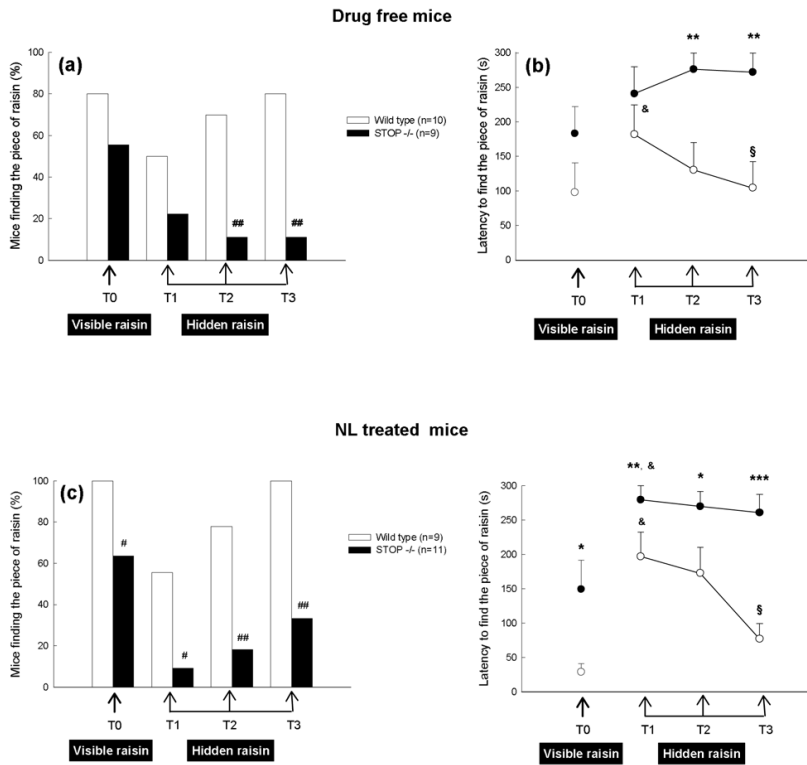 Drug free mice
(a)
Mice finding the piece of raisin (%)
100
80
60
40
20
0
Wild type (n=10)
STOP -/- (n=9)
##
##
T0
T1
T2
T3
Visible raisin
Hidden raisin
(b)
Latency to find the piece of raisin (s)
300
250
200
150
100
50
0
**
**
&
§
T0
T1
T2
T3
Visible raisin
Hidden raisin
NL treated mice
(c)
Mice finding the piece of raisin (%)
100
80
60
40
20
0
Wild type (n=9)
STOP -/- (n=11)
#
#
##
##
T0
T1
T2
T3
Visible raisin
Hidden raisin
Latency to find the piece of raisin (s)
300
250
200
150
100
50
0
*
**, &
*
***
&
§
T0
T1
T2
T3
Visible raisin
Hidden raisin